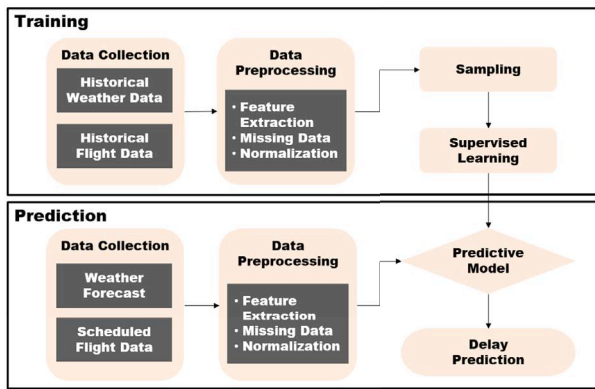 Training
Data Collection
Historical
Weather Data
Historical
Flight Data
Data
Preprocessing
• Feature
Extraction
• Missing Data
• Normalization
Sampling
Supervised
Learning
Prediction
Data Collection
Weather
Forecast
Scheduled
Flight Data
Data
Preprocessing
• Feature
Extraction
• Missing Data
• Normalization
Predictive
Model
Delay
Prediction